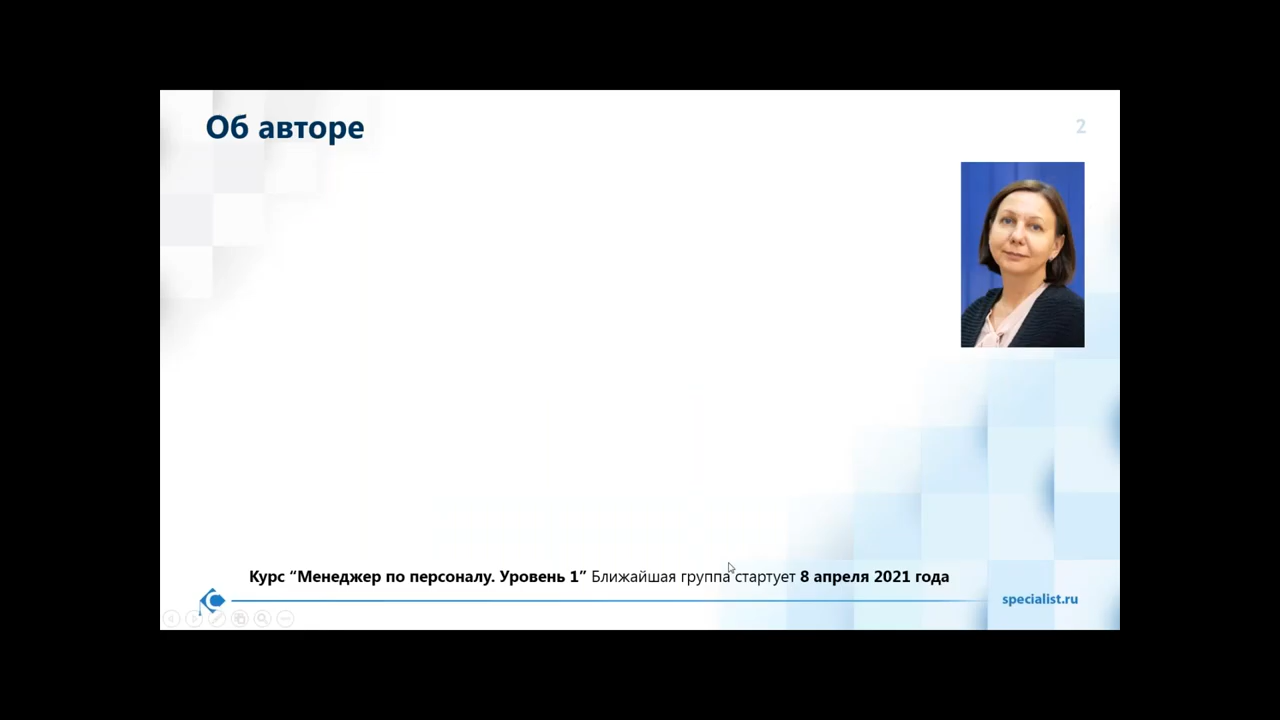 Об авторе
2
Курс “Менеджер по персоналу. Уровень 1” Ближайшая группа стартует 8 апреля 2021 года
specialist.ru